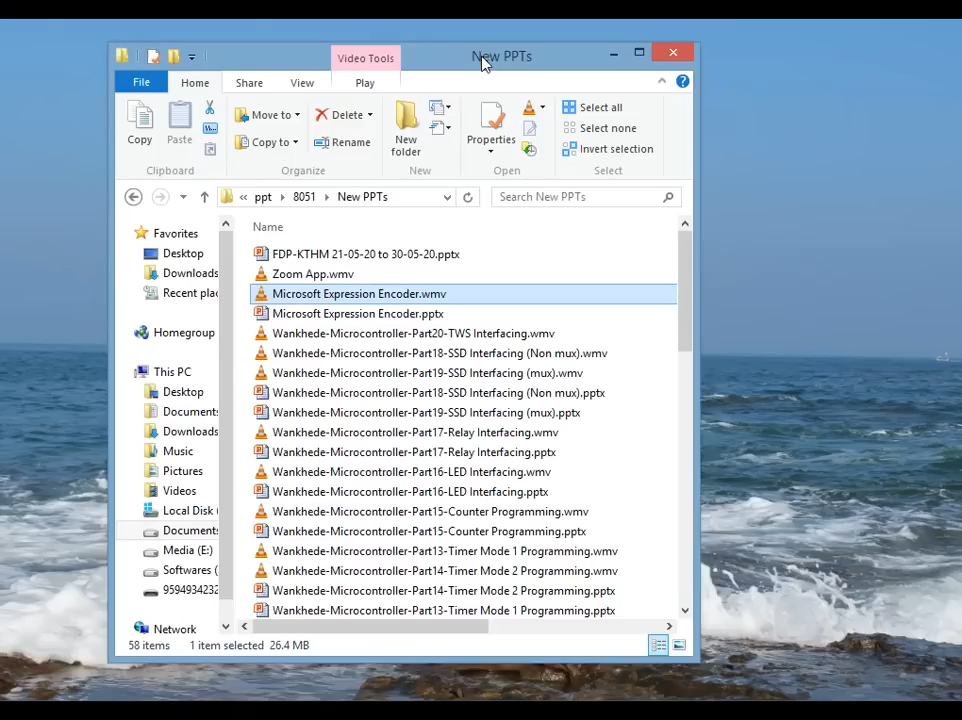 Video Tools
New PPTs
File
Home
Share
View
Play
Copy
Paste
Move to
Copy to
Delete
Rename
New folder
Properties
Select all
Select none
Invert selection
Clipboard
Organize
New
Open
Select
ppt
8051
New PPTs
Search New PPTs
Name
Favorites
Desktop
Downloads
Recent plac
Homegroup
This PC
Desktop
Documents
Downloads
Music
Pictures
Videos
Local Disk (
Documents
Media (E:)
Softwares (
9594934232
Network
FDP-KTHM 21-05-20 to 30-05-20.pptx
Zoom App.wmv
Microsoft Expression Encoder.wmv
Microsoft Expression Encoder.pptx
Wankhede-Microcontroller-Part20-TWS Interfacing.wmv
Wankhede-Microcontroller-Part18-SSD Interfacing (Non mux).wmv
Wankhede-Microcontroller-Part19-SSD Interfacing (mux).wmv
Wankhede-Microcontroller-Part18-SSD Interfacing (Non mux).pptx
Wankhede-Microcontroller-Part19-SSD Interfacing (mux).pptx
Wankhede-Microcontroller-Part17-Relay Interfacing.wmv
Wankhede-Microcontroller-Part17-Relay Interfacing.pptx
Wankhede-Microcontroller-Part16-LED Interfacing.wmv
Wankhede-Microcontroller-Part16-LED Interfacing.pptx
Wankhede-Microcontroller-Part15-Counter Programming.wmv
Wankhede-Microcontroller-Part15-Counter Programming.pptx
Wankhede-Microcontroller-Part13-Timer Mode 1 Programming.wmv
Wankhede-Microcontroller-Part14-Timer Mode 2 Programming.wmv
Wankhede-Microcontroller-Part14-Timer Mode 2 Programming.pptx
Wankhede-Microcontroller-Part13-Timer Mode 1 Programming.pptx
58 items
1 item selected 26.4 MB